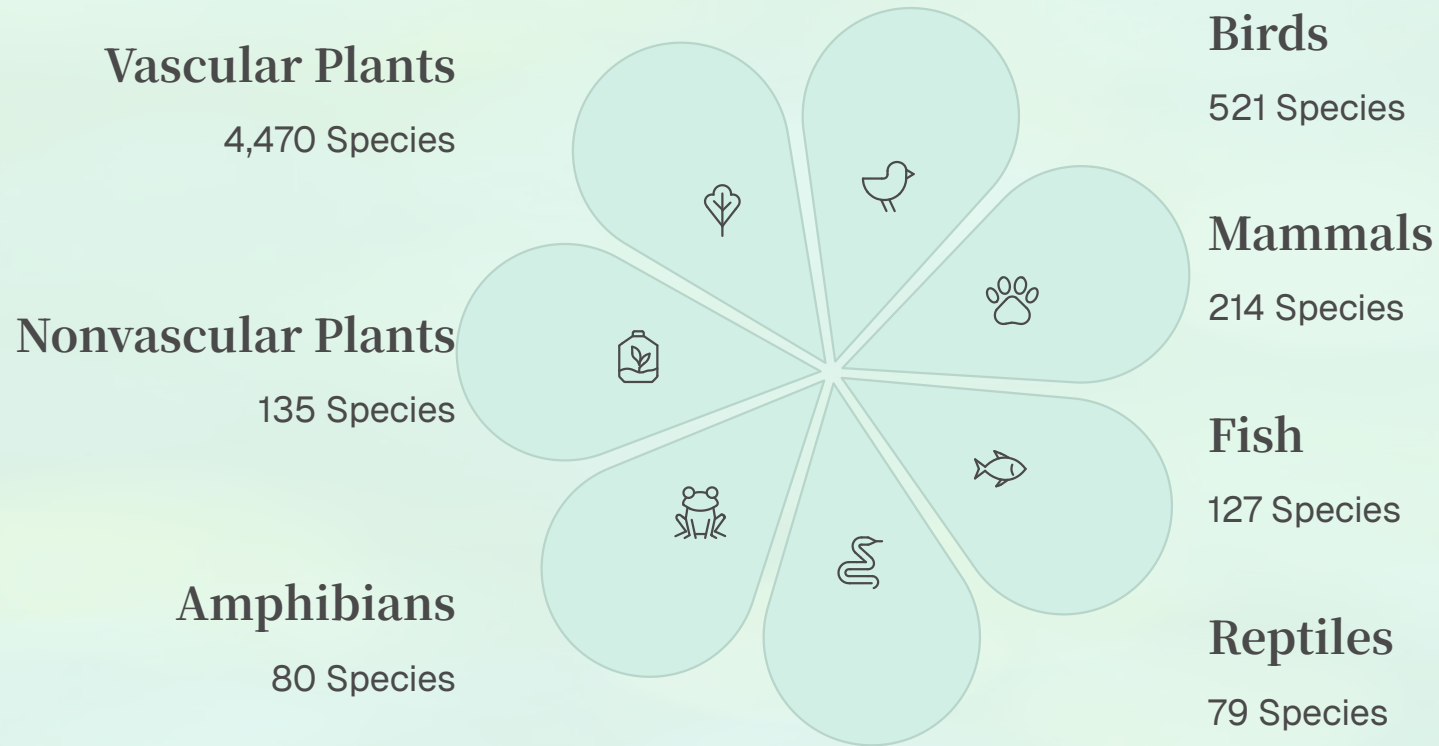 Vascular Plants
4,470 Species
Nonvascular Plants
135 Species
Amphibians
80 Species
Birds
521 Species
Mammals
214 Species
Fish
127 Species
Reptiles
79 Species